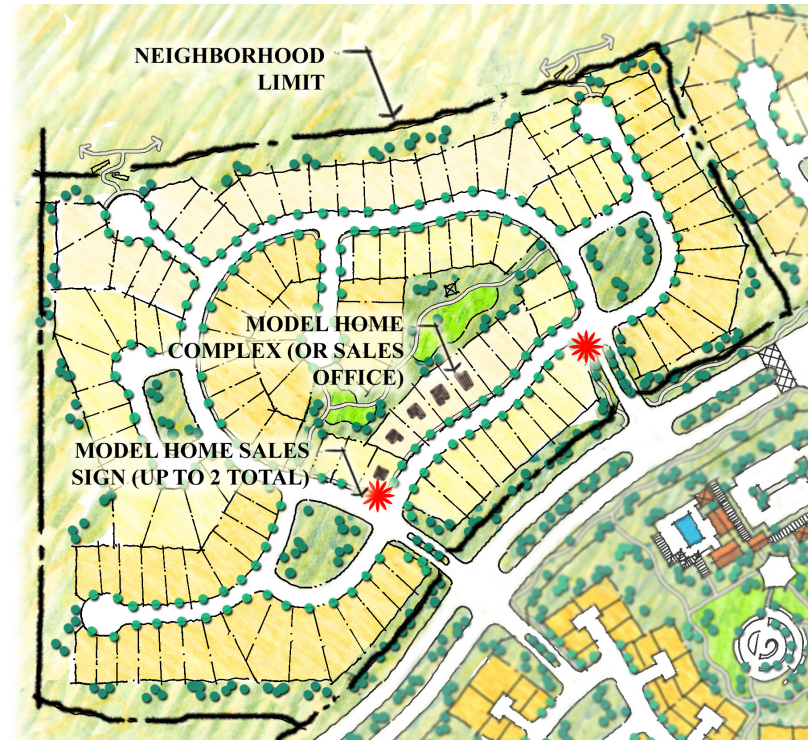 NEIGHBORHOOD
LIMIT
MODEL HOME
COMPLEX (OR SALES
OFFICE)
MODEL HOME SALES
SIGN (UP TO 2 TOTAL)